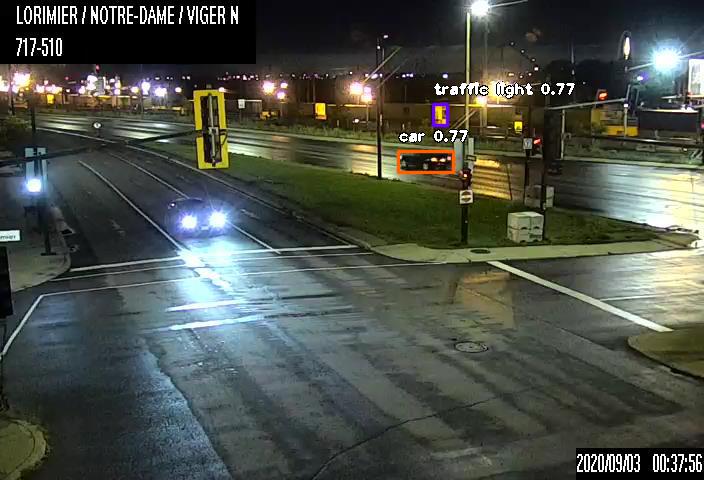 LORIMIER / NOTRE-DAME / VIGER N
717-510
traffic light 0.77
car 0.77
2020/09/03 00:37:56